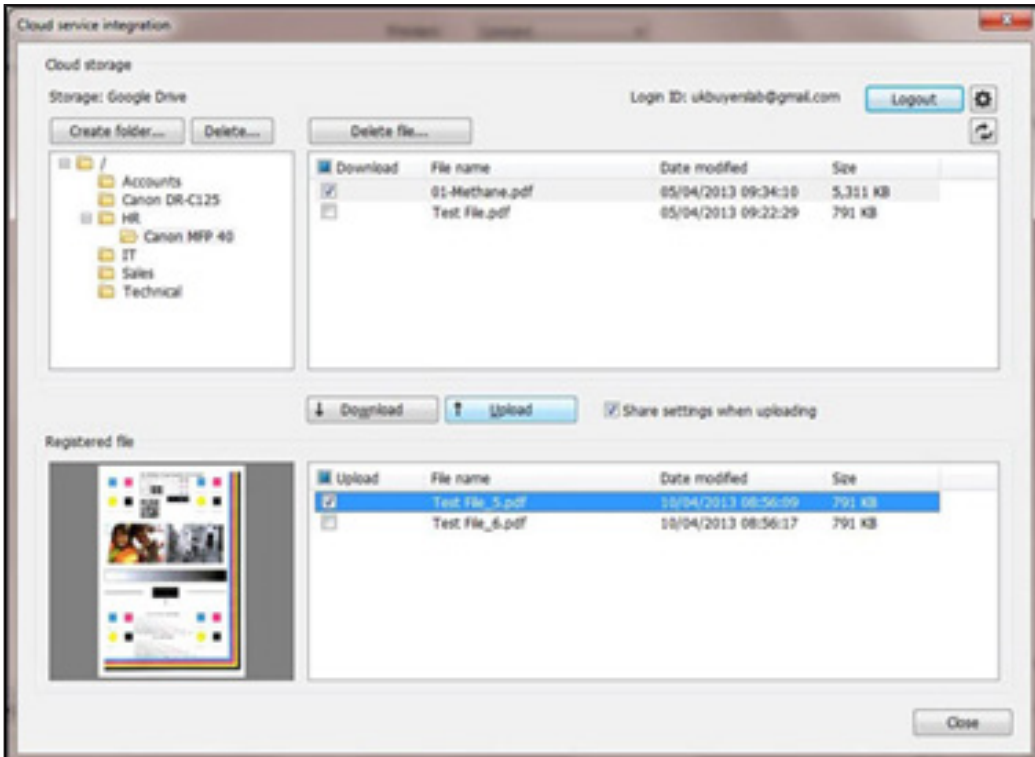 Cloud service integration
Cloud storage
Storage: Google Drive
Login ID: ukbuyerslab@gmail.com
Logout
Create folder...
Delete...
Delete file...
/
Accounts
Canon DR-C125
HR
Canon MFP 40
IT
Sales
Technical
Download File name Date modified Size
01-Methane.pdf 05/04/2013 09:34:10 5,311 KB
Test File.pdf 05/04/2013 09:22:29 791 KB
Download
Upload
Share settings when uploading
Registered file
Upload File name Date modified Size
Test File_5.pdf 10/04/2013 08:56:09 791 KB
Test File_6.pdf 10/04/2013 08:56:17 791 KB
Close